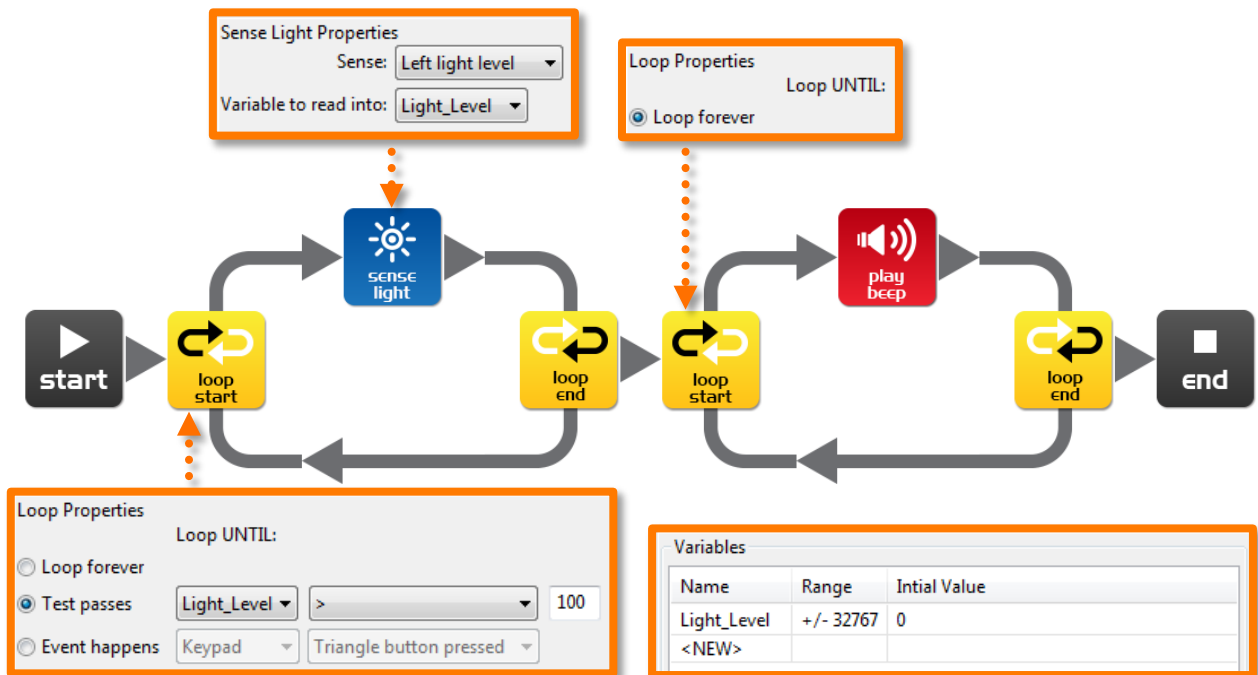 Sense Light Properties
Sense: Left light level
Variable to read into: Light_Level
Loop Properties
Loop UNTIL:
Loop forever
start
loop
start
sense
light
loop
end
loop
start
play
beep
loop
end
end
Loop Properties
Loop UNTIL:
Loop forever
Test passes Light_Level > 100
Event happens Keypad Triangle button pressed
Variables
Name Range Intial Value
Light_Level +/- 32767 0
<NEW>